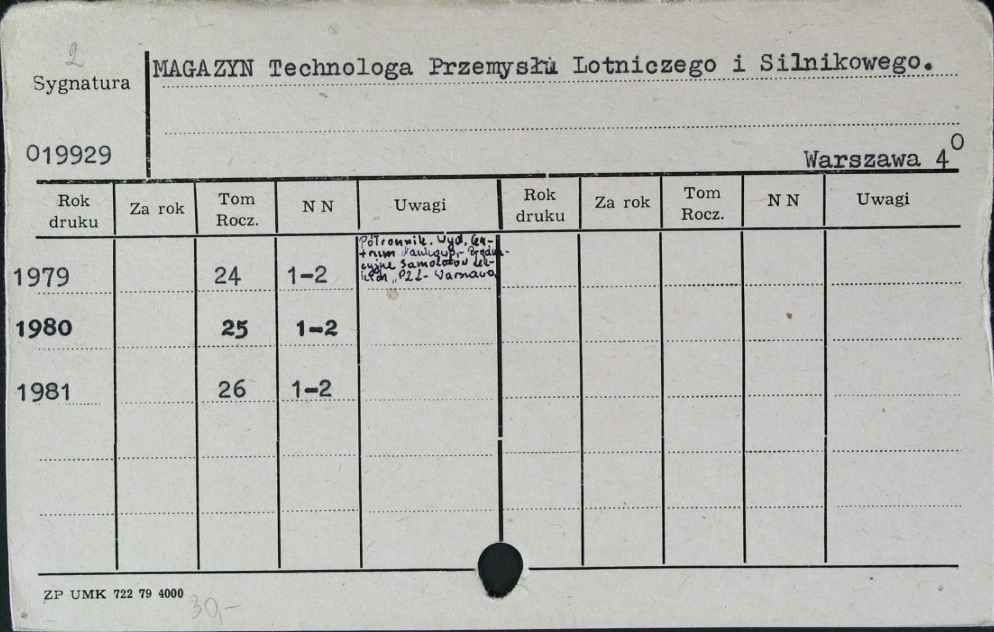 2
Sygnatura
MAGAZYN Technologa Przemysłu Lotniczego i Silnikowego.
019929
Warszawa 4⁰
Rok druku Za rok Tom Rocz. N N Uwagi Rok druku Za rok Tom Rocz. N N Uwagi
Półrocznik. Wyd. Cen-
trum Naukowo-Produk-
1979 24 1-2
cyjne Samolotów Lek-
kich „PZL-Warszawa
1980 25 1-2
1981 26 1-2
ZP UMK 722 79 4000
30,-